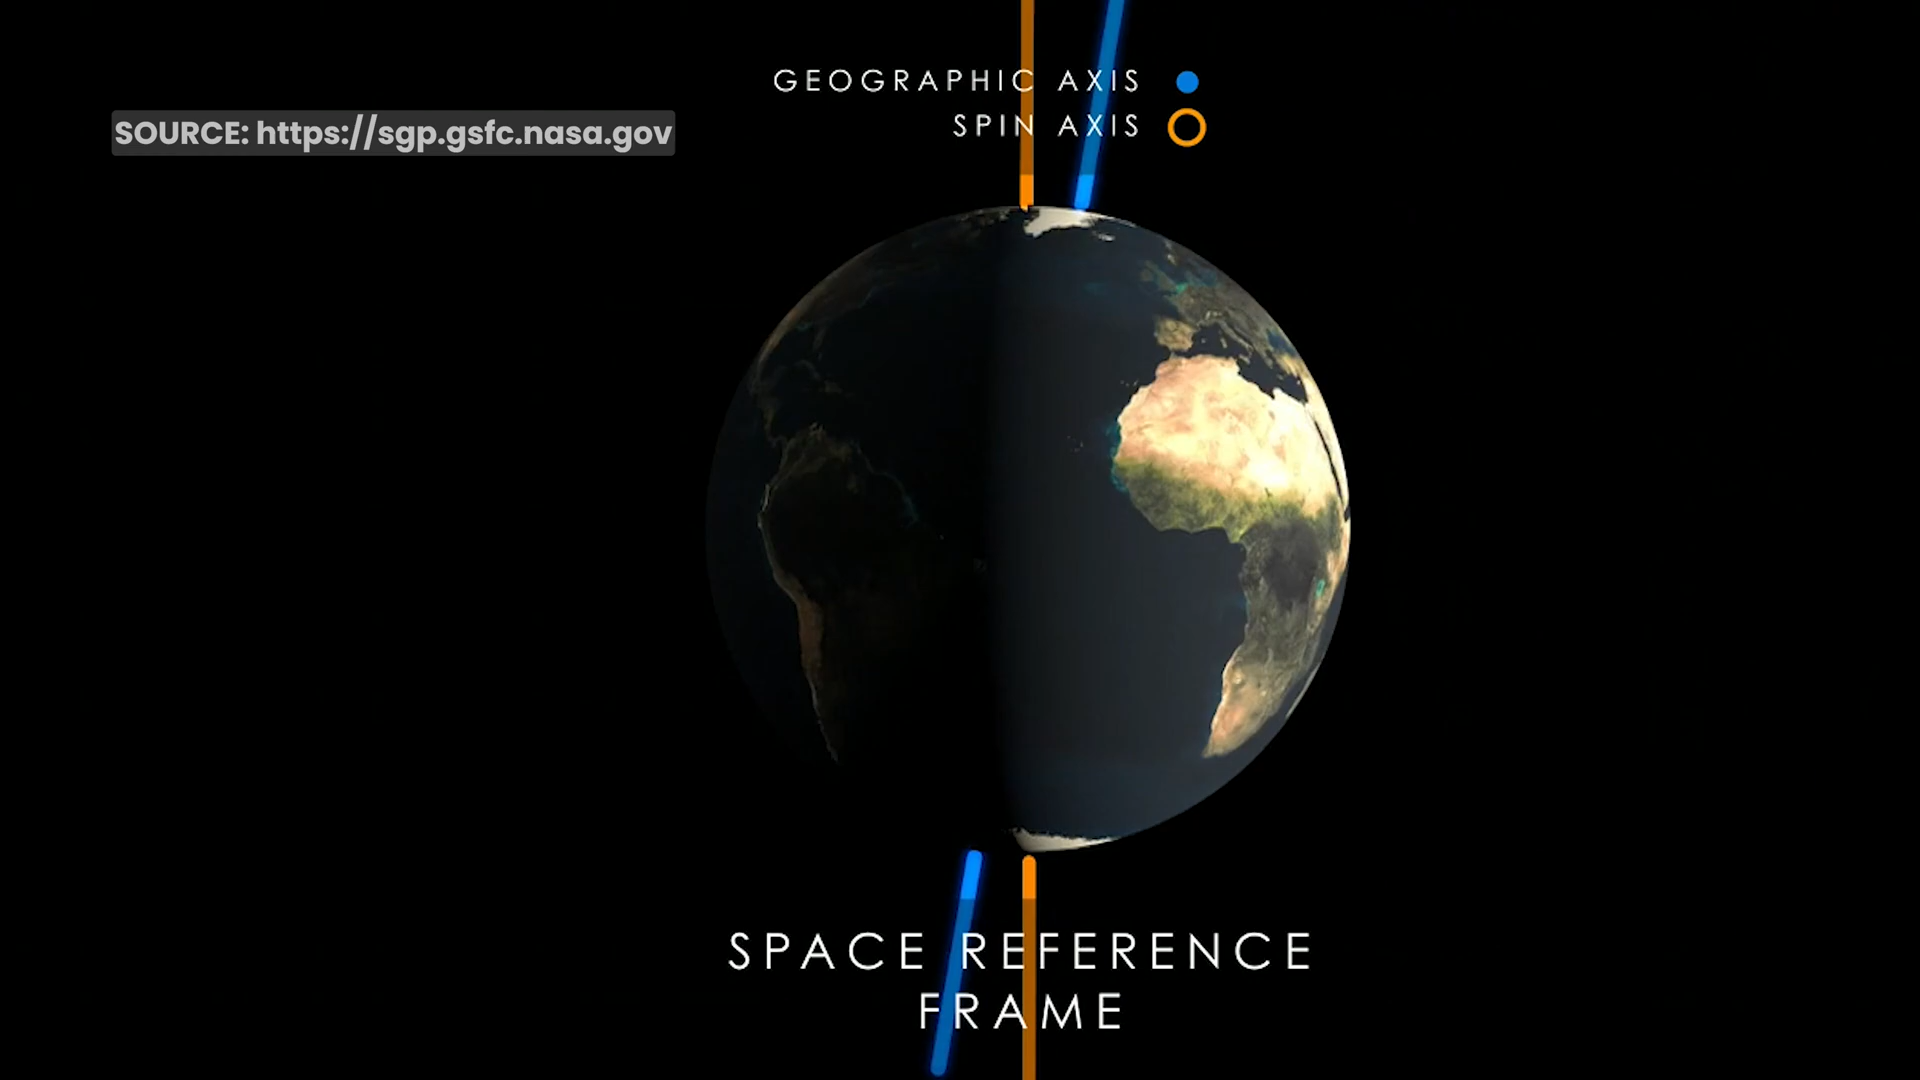 GEOGRAPHIC AXIS
SPIN AXIS
SOURCE: https://sgp.gsfc.nasa.gov
SPACE REFERENCE
FRAME